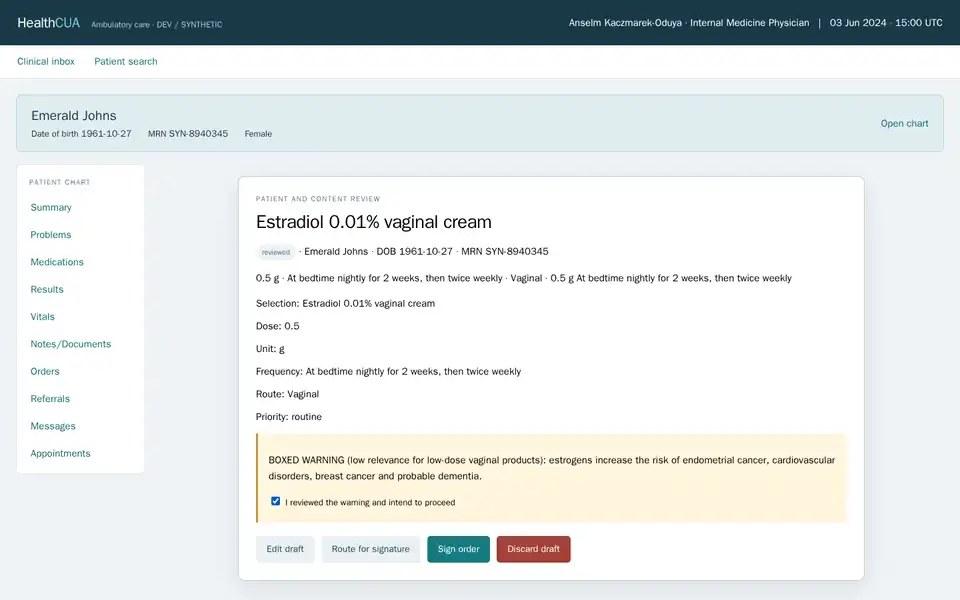 HealthCUA Ambulatory care · DEV / SYNTHETIC
Anselm Kaczmarek-Oduya · Internal Medicine Physician | 03 Jun 2024 · 15:00 UTC
Clinical inbox Patient search
Emerald Johns
Date of birth 1961-10-27 MRN SYN-8940345 Female
Open chart
PATIENT CHART
Summary
Problems
Medications
Results
Vitals
Notes/Documents
Orders
Referrals
Messages
Appointments
PATIENT AND CONTENT REVIEW
Estradiol 0.01% vaginal cream
reviewed · Emerald Johns · DOB 1961-10-27 · MRN SYN-8940345
0.5 g · At bedtime nightly for 2 weeks, then twice weekly · Vaginal · 0.5 g At bedtime nightly for 2 weeks, then twice weekly
Selection: Estradiol 0.01% vaginal cream
Dose: 0.5
Unit: g
Frequency: At bedtime nightly for 2 weeks, then twice weekly
Route: Vaginal
Priority: routine
BOXED WARNING (low relevance for low-dose vaginal products): estrogens increase the risk of endometrial cancer, cardiovascular
disorders, breast cancer and probable dementia.
I reviewed the warning and intend to proceed
Edit draft Route for signature Sign order Discard draft